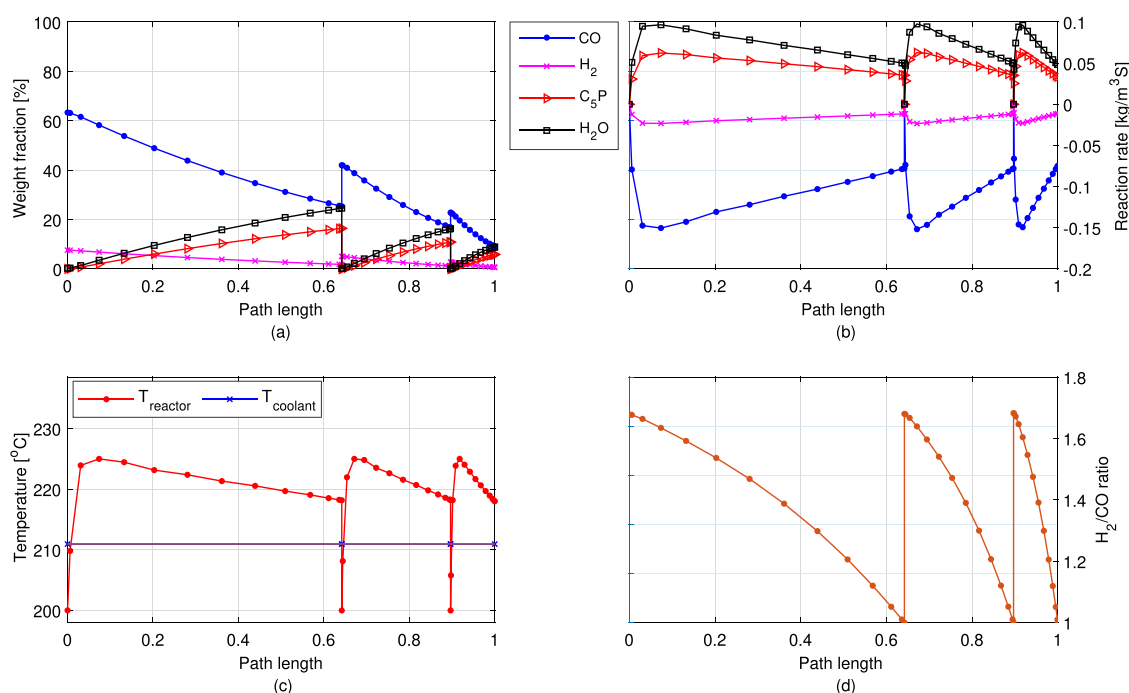 100
80
60
40
20
0
Weight fraction [%]
0 0.2 0.4 0.6 0.8 1
Path length
(a)
CO
H2
C5P
H2O
0.1
0.05
0
-0.05
-0.1
-0.15
-0.2
Reaction rate [kg/m3S]
0 0.2 0.4 0.6 0.8 1
Path length
(b)
Treactor Tcoolant
230
220
210
200
Temperature [oC]
0 0.2 0.4 0.6 0.8 1
Path length
(c)
1.8
1.6
1.4
1.2
1
H2/CO ratio
0 0.2 0.4 0.6 0.8 1
Path length
(d)